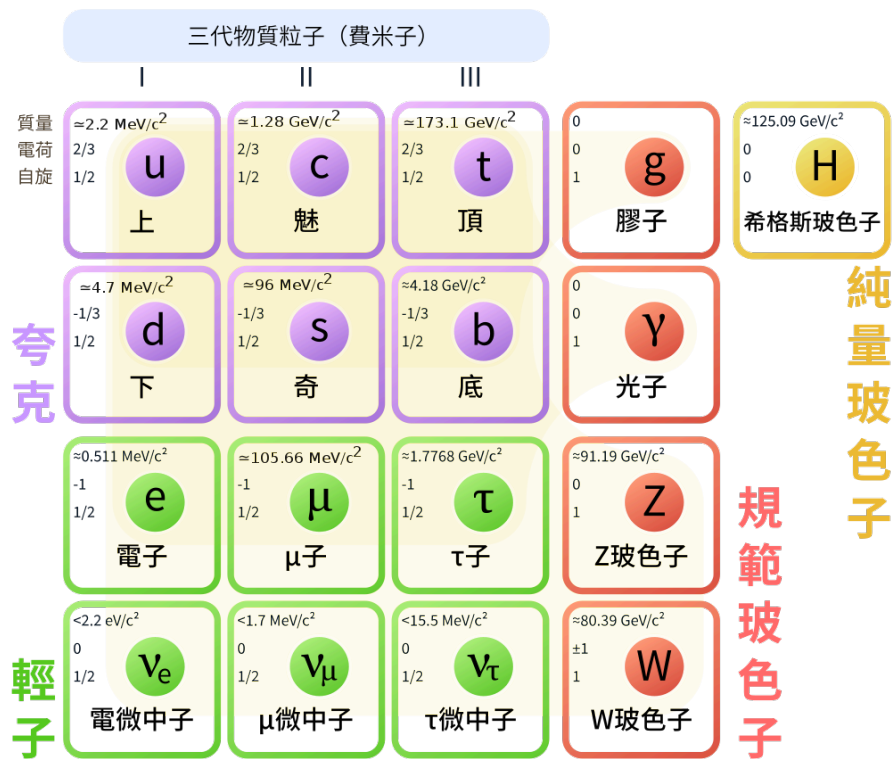 三代物質粒子（費米子）
I II III
質量
電荷
自旋
≃2.2 MeV/c²
2/3
1/2
u
上
≃1.28 GeV/c²
2/3
1/2
c
魅
≃173.1 GeV/c²
2/3
1/2
t
頂
0
0
1
g
膠子
≈125.09 GeV/c²
0
0
H
希格斯玻色子
≃4.7 MeV/c²
-1/3
1/2
d
下
≃96 MeV/c²
-1/3
1/2
s
奇
≃4.18 GeV/c²
-1/3
1/2
b
底
0
0
1
γ
光子
≈0.511 MeV/c²
-1
1/2
e
電子
≃105.66 MeV/c²
-1
1/2
μ
μ子
≈1.7768 GeV/c²
-1
1/2
τ
τ子
≈91.19 GeV/c²
0
1
Z
Z玻色子
<2.2 eV/c²
0
1/2
νe
電微中子
<1.7 MeV/c²
0
1/2
νμ
μ微中子
<15.5 MeV/c²
0
1/2
ντ
τ微中子
≈80.39 GeV/c²
±1
1
W
W玻色子
夸克
輕子
規範玻色子
純量玻色子